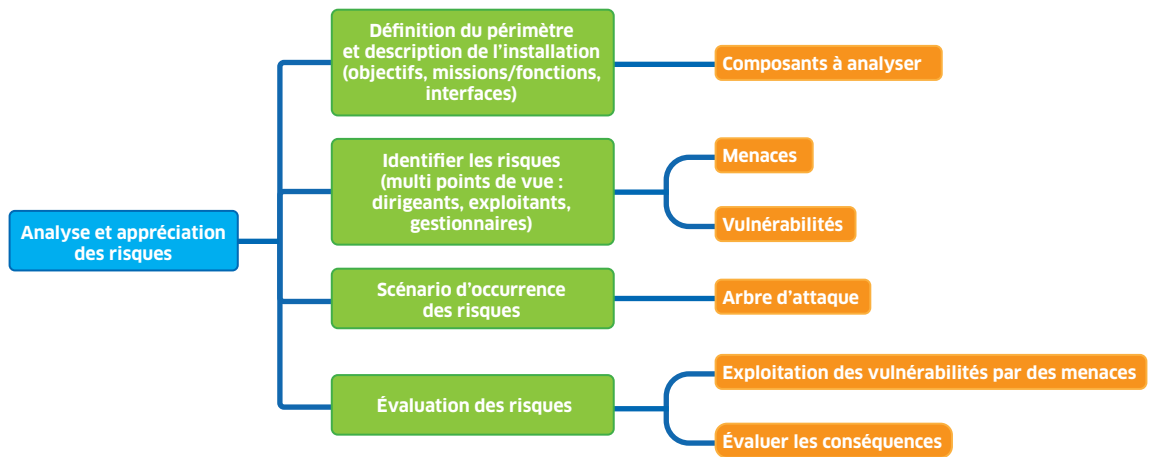 Définition du périmètre
et description de l'installation
(objectifs, missions/fonctions,
interfaces)
Composants à analyser
Identifier les risques
(multi points de vue :
dirigeants, exploitants,
gestionnaires)
Menaces
Vulnérabilités
Analyse et appréciation
des risques
Scénario d'occurrence
des risques
Arbre d'attaque
Évaluation des risques
Exploitation des vulnérabilités par des menaces
Évaluer les conséquences